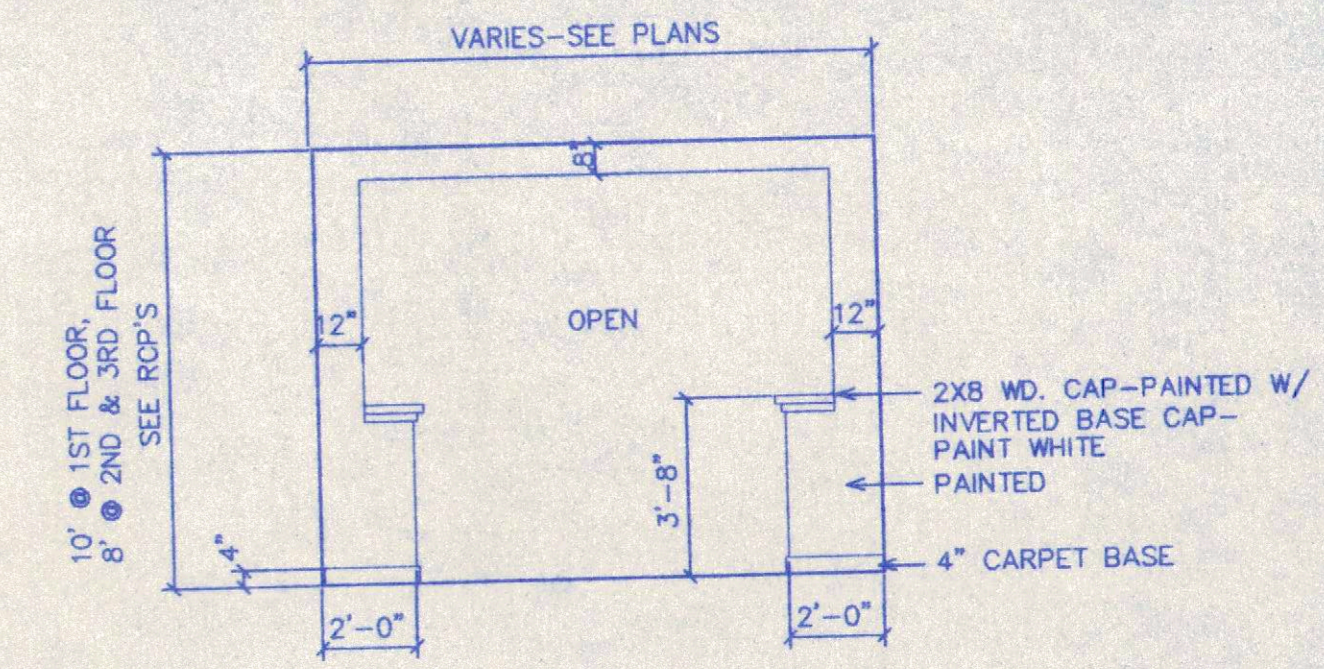 VARIES-SEE PLANS
8"
10' @ 1ST FLOOR,
8' @ 2ND & 3RD FLOOR
SEE RCP'S
12"
OPEN
12"
2X8 WD. CAP-PAINTED W/
INVERTED BASE CAP-
PAINT WHITE
3'-8"
PAINTED
4"
4" CARPET BASE
2'-0"
2'-0"